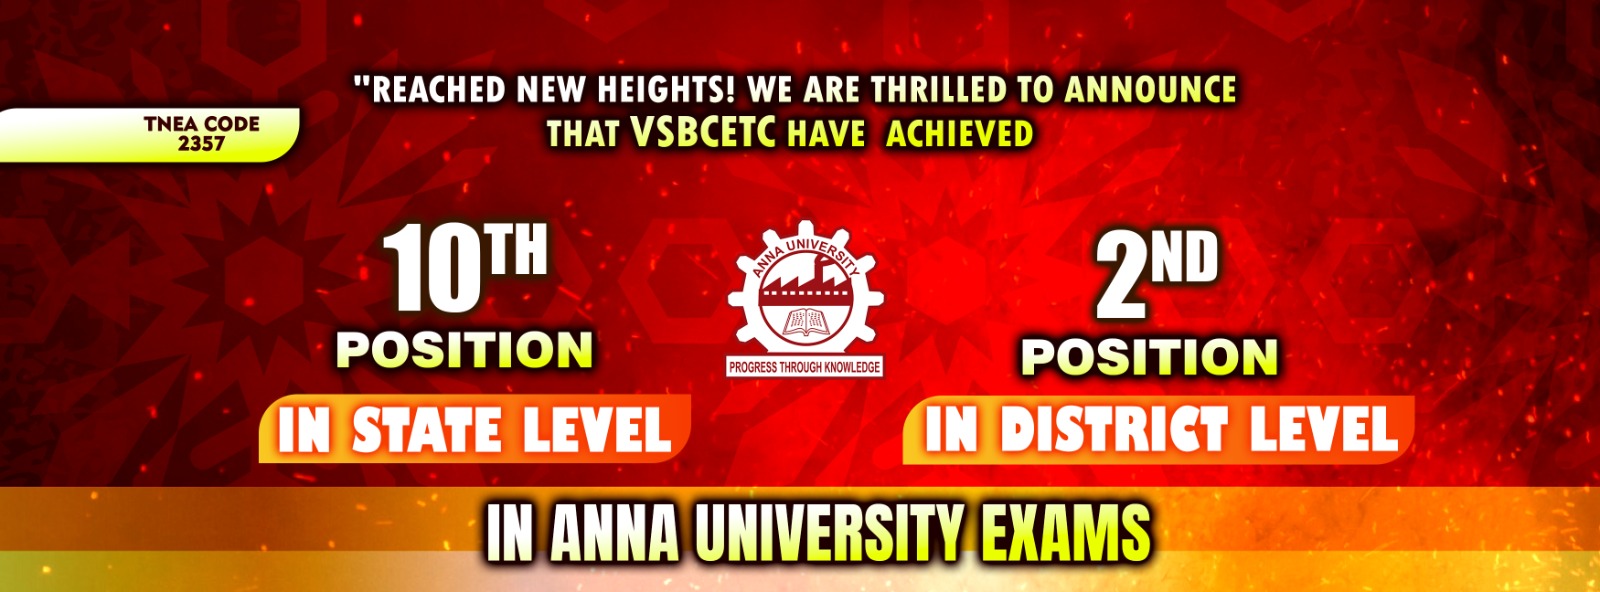 "REACHED NEW HEIGHTS! WE ARE THRILLED TO ANNOUNCE
THAT VSBCETC HAVE ACHIEVED
TNEA CODE
2357
10TH
POSITION
IN STATE LEVEL
ANNA UNIVERSITY
PROGRESS THROUGH KNOWLEDGE
2ND
POSITION
IN DISTRICT LEVEL
IN ANNA UNIVERSITY EXAMS